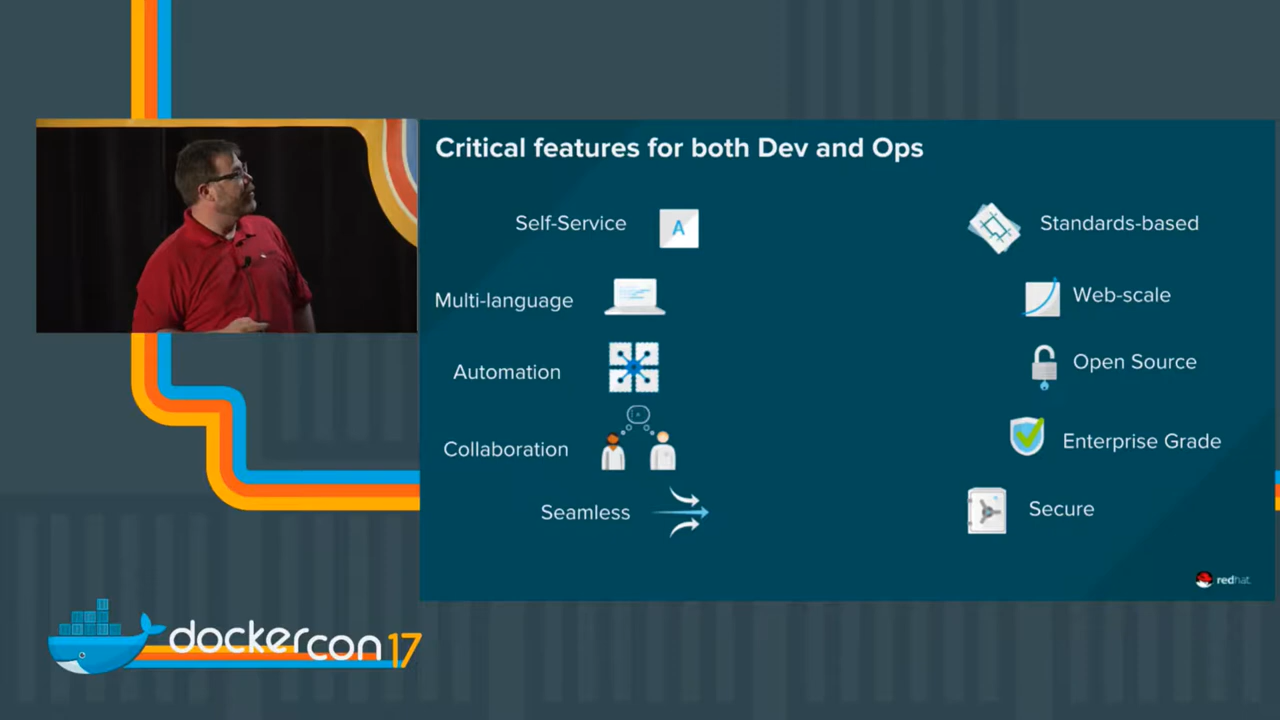 Critical features for both Dev and Ops
Self-Service
A
Multi-language
Automation
Collaboration
Seamless
Standards-based
Web-scale
Open Source
Enterprise Grade
Secure
redhat.
dockercon17